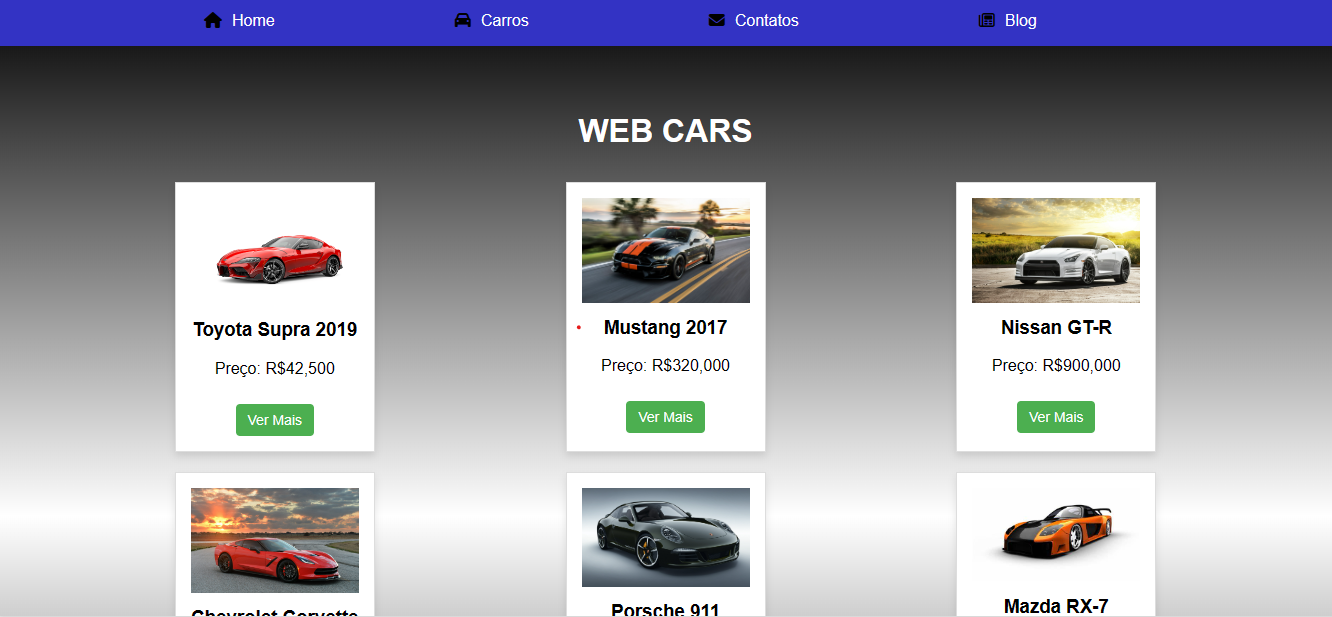 Home
Carros
Contatos
Blog
WEB CARS
Toyota Supra 2019
Preço: R$42,500
Ver Mais
Mustang 2017
Preço: R$320,000
Ver Mais
Nissan GT-R
Preço: R$900,000
Ver Mais
Chevrolet Corvette
Porsche 911
Mazda RX-7